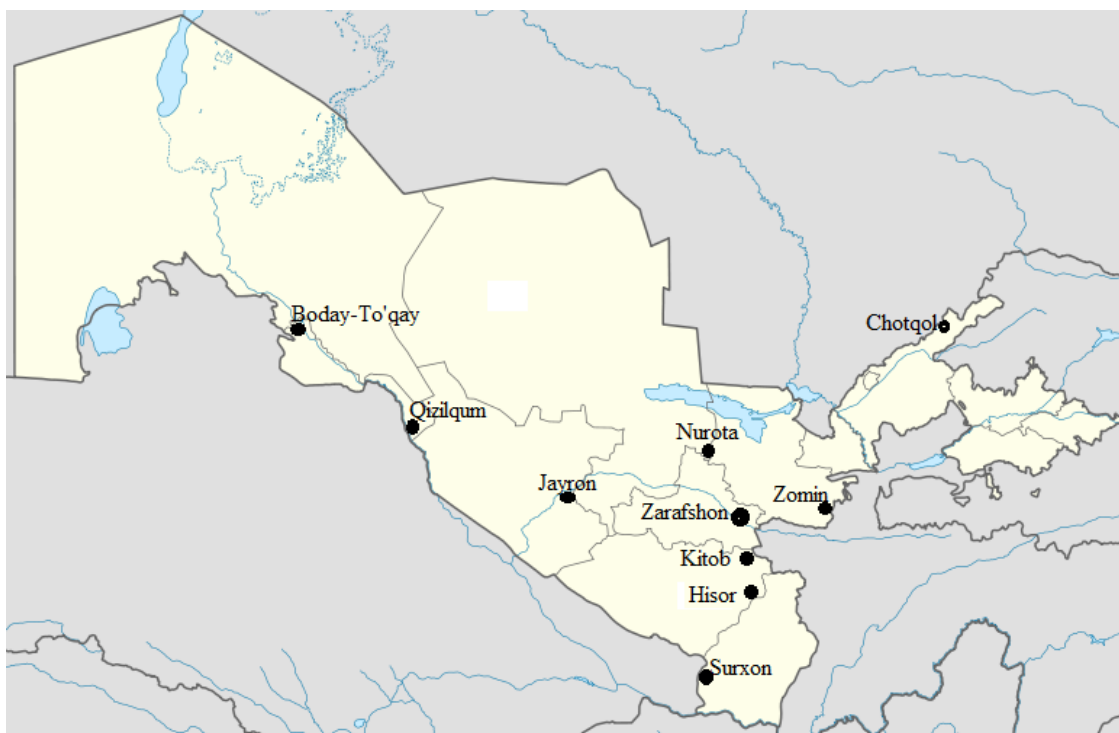 Boday-To'qay
Chotqol
Qizilqum
Nurota
Jayron
Zomin
Zarafshon
Kitob
Hisor
Surxon